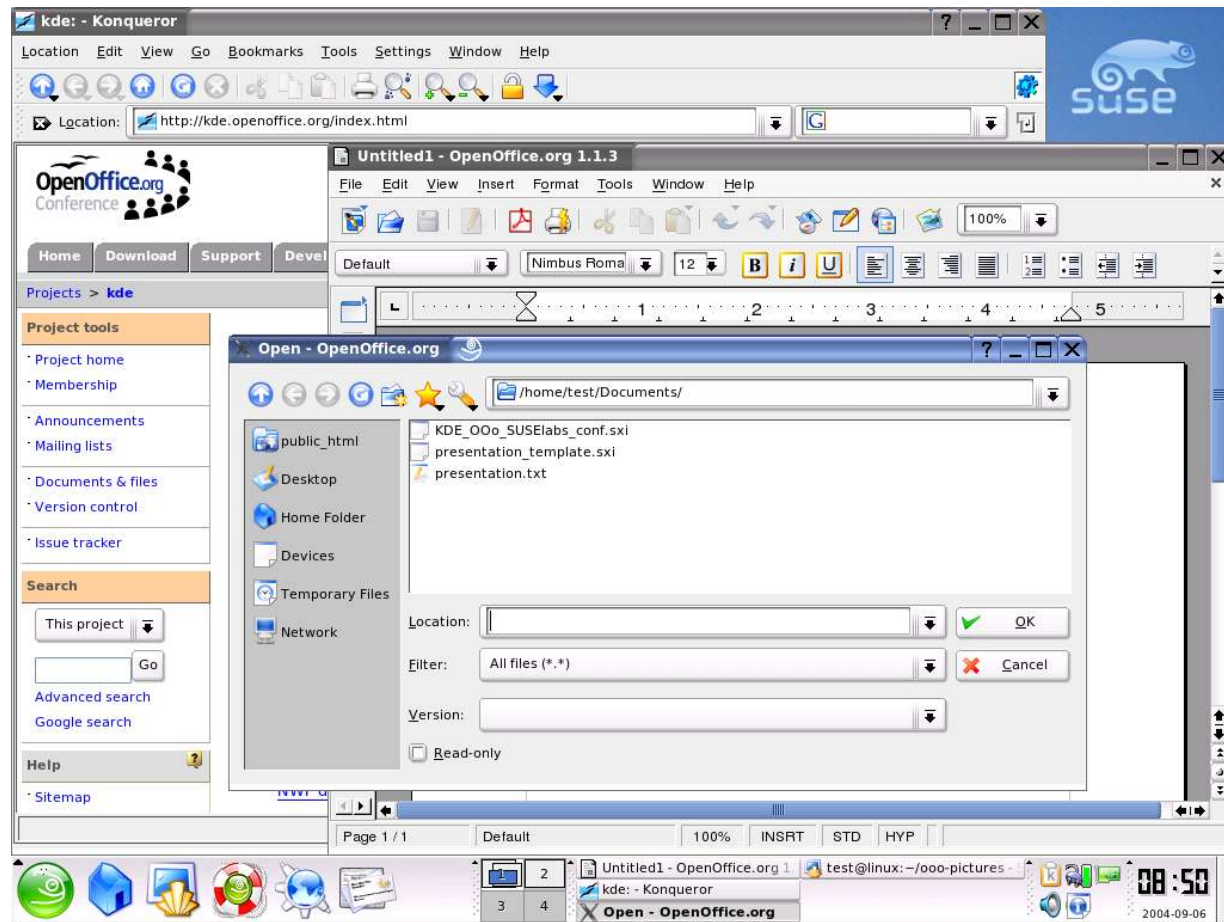 kde: - Konqueror
Location Edit View Go Bookmarks Tools Settings Window Help
Location: http://kde.openoffice.org/index.html
G
suse
OpenOffice.org
Conference
Home Download Support Devel
Projects > kde
Project tools
Project home
Membership
Announcements
Mailing lists
Documents & files
Version control
Issue tracker
Search
This project
Go
Advanced search
Google search
Help
Sitemap
Untitled1 - OpenOffice.org 1.1.3
File Edit View Insert Format Tools Window Help
100%
Default Nimbus Roma 12 B i U
1 2 3 4 5
Open - OpenOffice.org
/home/test/Documents/
public_html
Desktop
Home Folder
Devices
Temporary Files
Network
KDE_OOo_SUSElabs_conf.sxi
presentation_template.sxi
presentation.txt
Location: OK
Filter: All files (*.*) Cancel
Version:
Read-only
Page 1 / 1 Default 100% INSRT STD HYP
1 2
3 4
Untitled1 - OpenOffice.org 1
test@linux:~/ooo-pictures -
kde: - Konqueror
Open - OpenOffice.org
08:50
2004-09-06